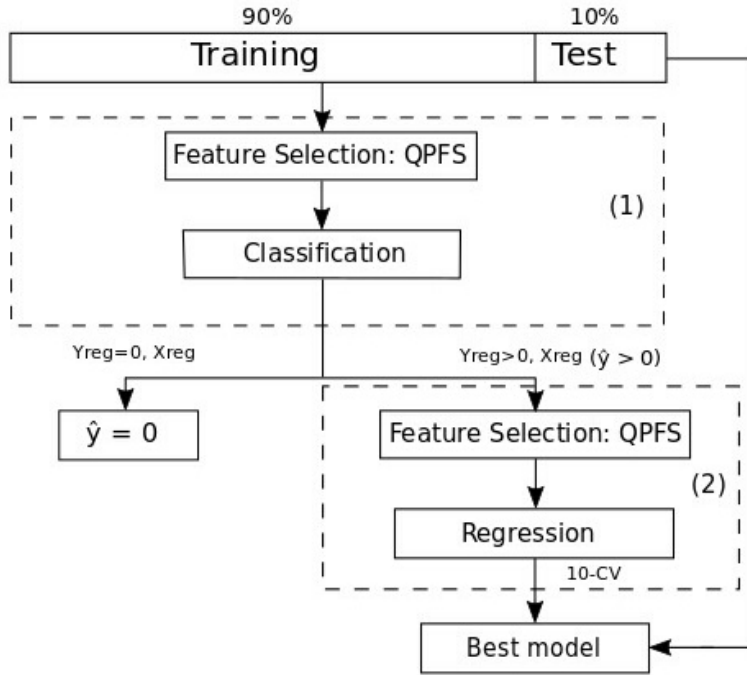 90% 10%
Training Test
Feature Selection: QPFS
(1)
Classification
Yreg=0, Xreg Yreg>0, Xreg (ŷ > 0)
ŷ = 0 Feature Selection: QPFS
(2)
Regression
10-CV
Best model